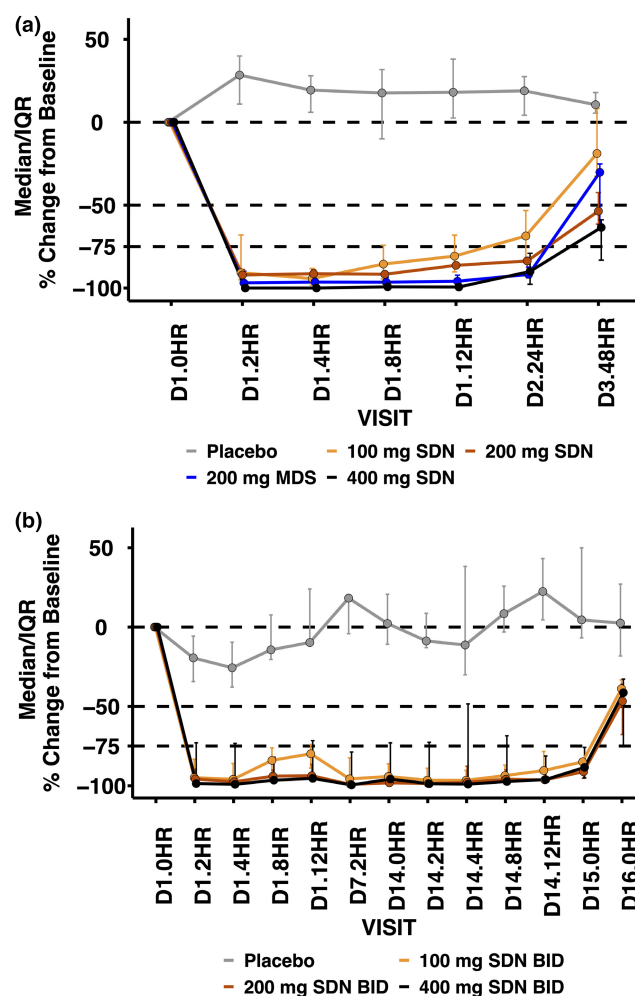 (a)
Median/IQR
% Change from Baseline
50
0
−50
−75
−100
D1.0HR
D1.2HR
D1.4HR
D1.8HR
D1.12HR
D2.24HR
D3.48HR
VISIT
Placebo 100 mg SDN 200 mg SDN
200 mg MDS 400 mg SDN
(b)
Median/IQR
% Change from Baseline
50
0
−50
−75
−100
D1.0HR
D1.2HR
D1.4HR
D1.8HR
D1.12HR
D7.2HR
D14.0HR
D14.2HR
D14.4HR
D14.8HR
D14.12HR
D15.0HR
D16.0HR
VISIT
Placebo 100 mg SDN BID
200 mg SDN BID 400 mg SDN BID